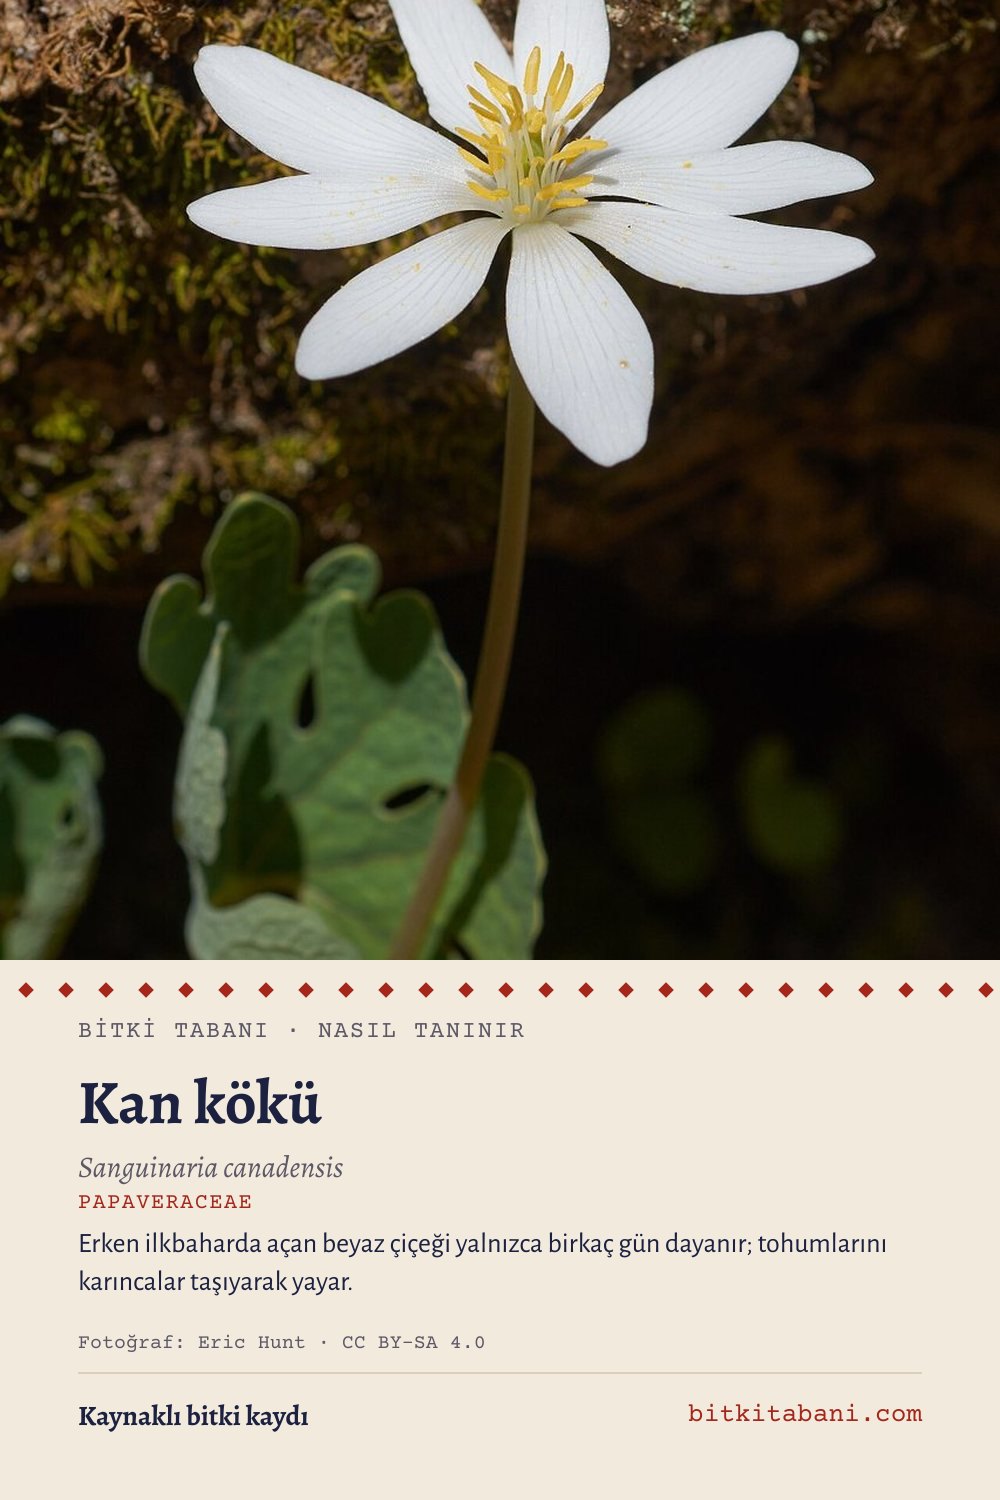 BİTKİ TABANI · NASIL TANINIR
Kan kökü
Sanguinaria canadensis
PAPAVERACEAE
Erken ilkbaharda açan beyaz çiçeği yalnızca birkaç gün dayanır; tohumlarını
karıncalar taşıyarak yayar.
Fotoğraf: Eric Hunt · CC BY-SA 4.0
Kaynaklı bitki kaydı
bitkitabani.com